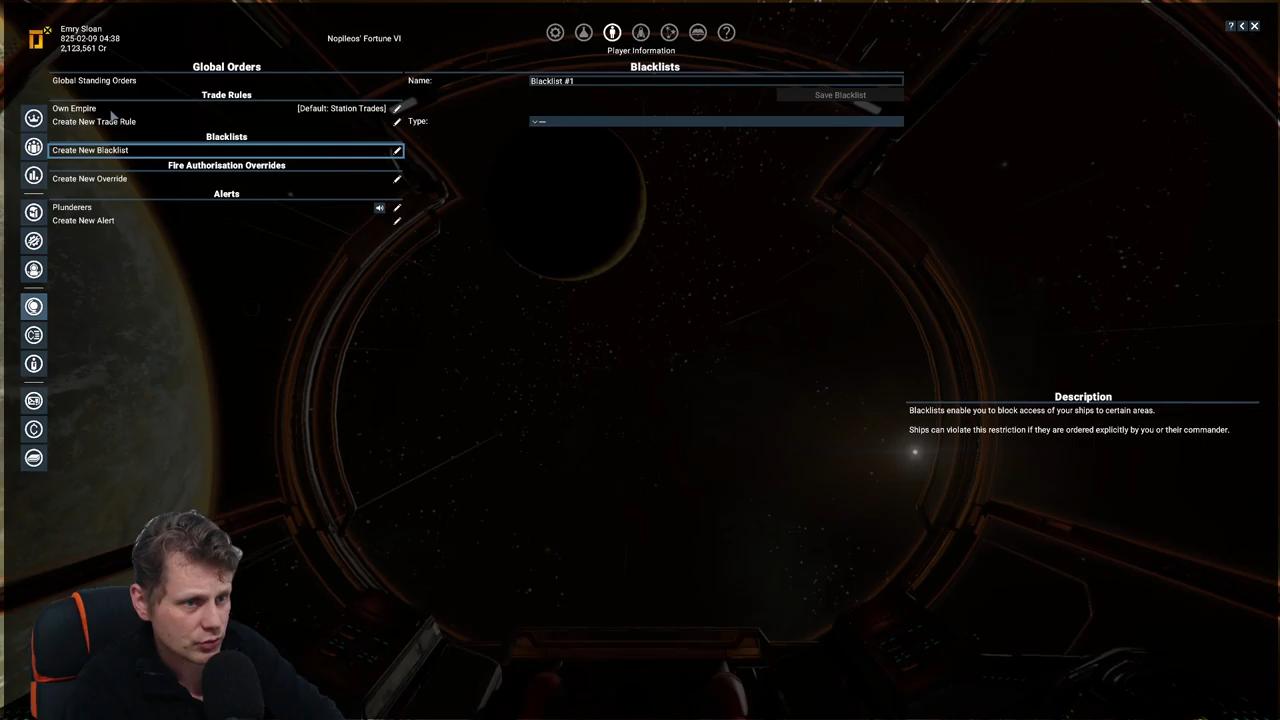 Emry Sloan
825-02-09 04:38
2,123,561 Cr
Nopileos' Fortune VI
Player Information
Global Orders
Global Standing Orders
Trade Rules
Own Empire [Default: Station Trades]
Create New Trade Rule
Blacklists
Create New Blacklist
Fire Authorisation Overrides
Create New Override
Alerts
Plunderers
Create New Alert
Blacklists
Name: Blacklist #1
Save Blacklist
Type: —
Description
Blacklists enable you to block access of your ships to certain areas.
Ships can violate this restriction if they are ordered explicitly by you or their commander.